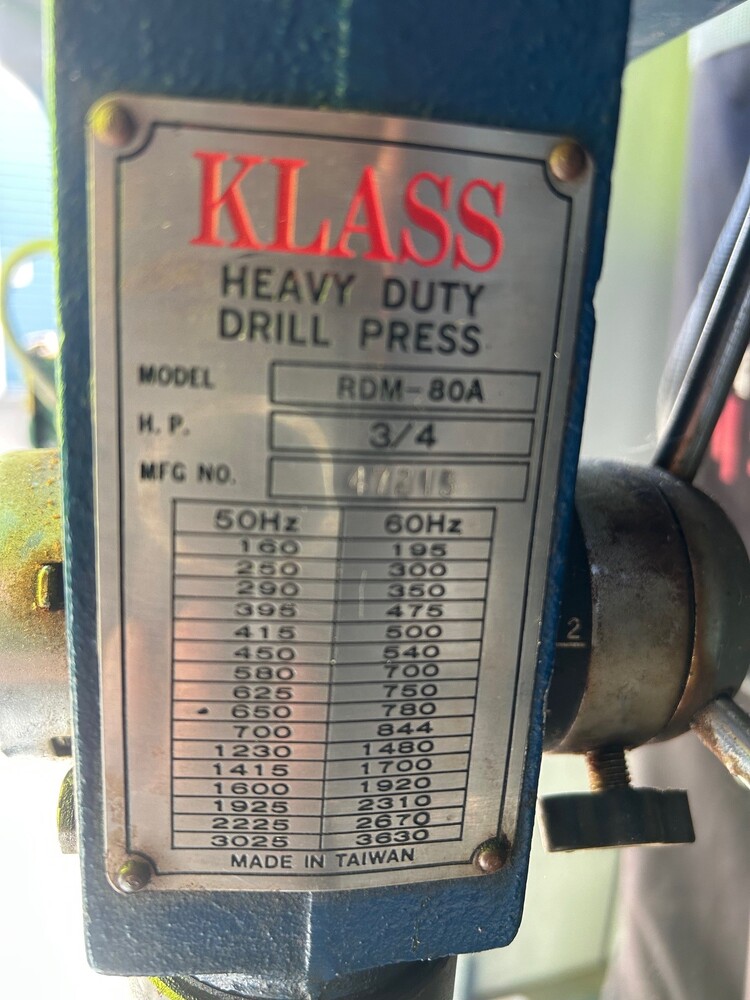 KLASS
HEAVY DUTY
DRILL PRESS
MODEL RDM-80A
H.P. 3/4
MFG NO.
50Hz 60Hz
160 195
250 300
290 350
395 475
415 500
450 540
580 700
625 750
650 780
700 844
1230 1480
1415 1700
1600 1920
1925 2310
2225 2670
3025 3630
MADE IN TAIWAN
2